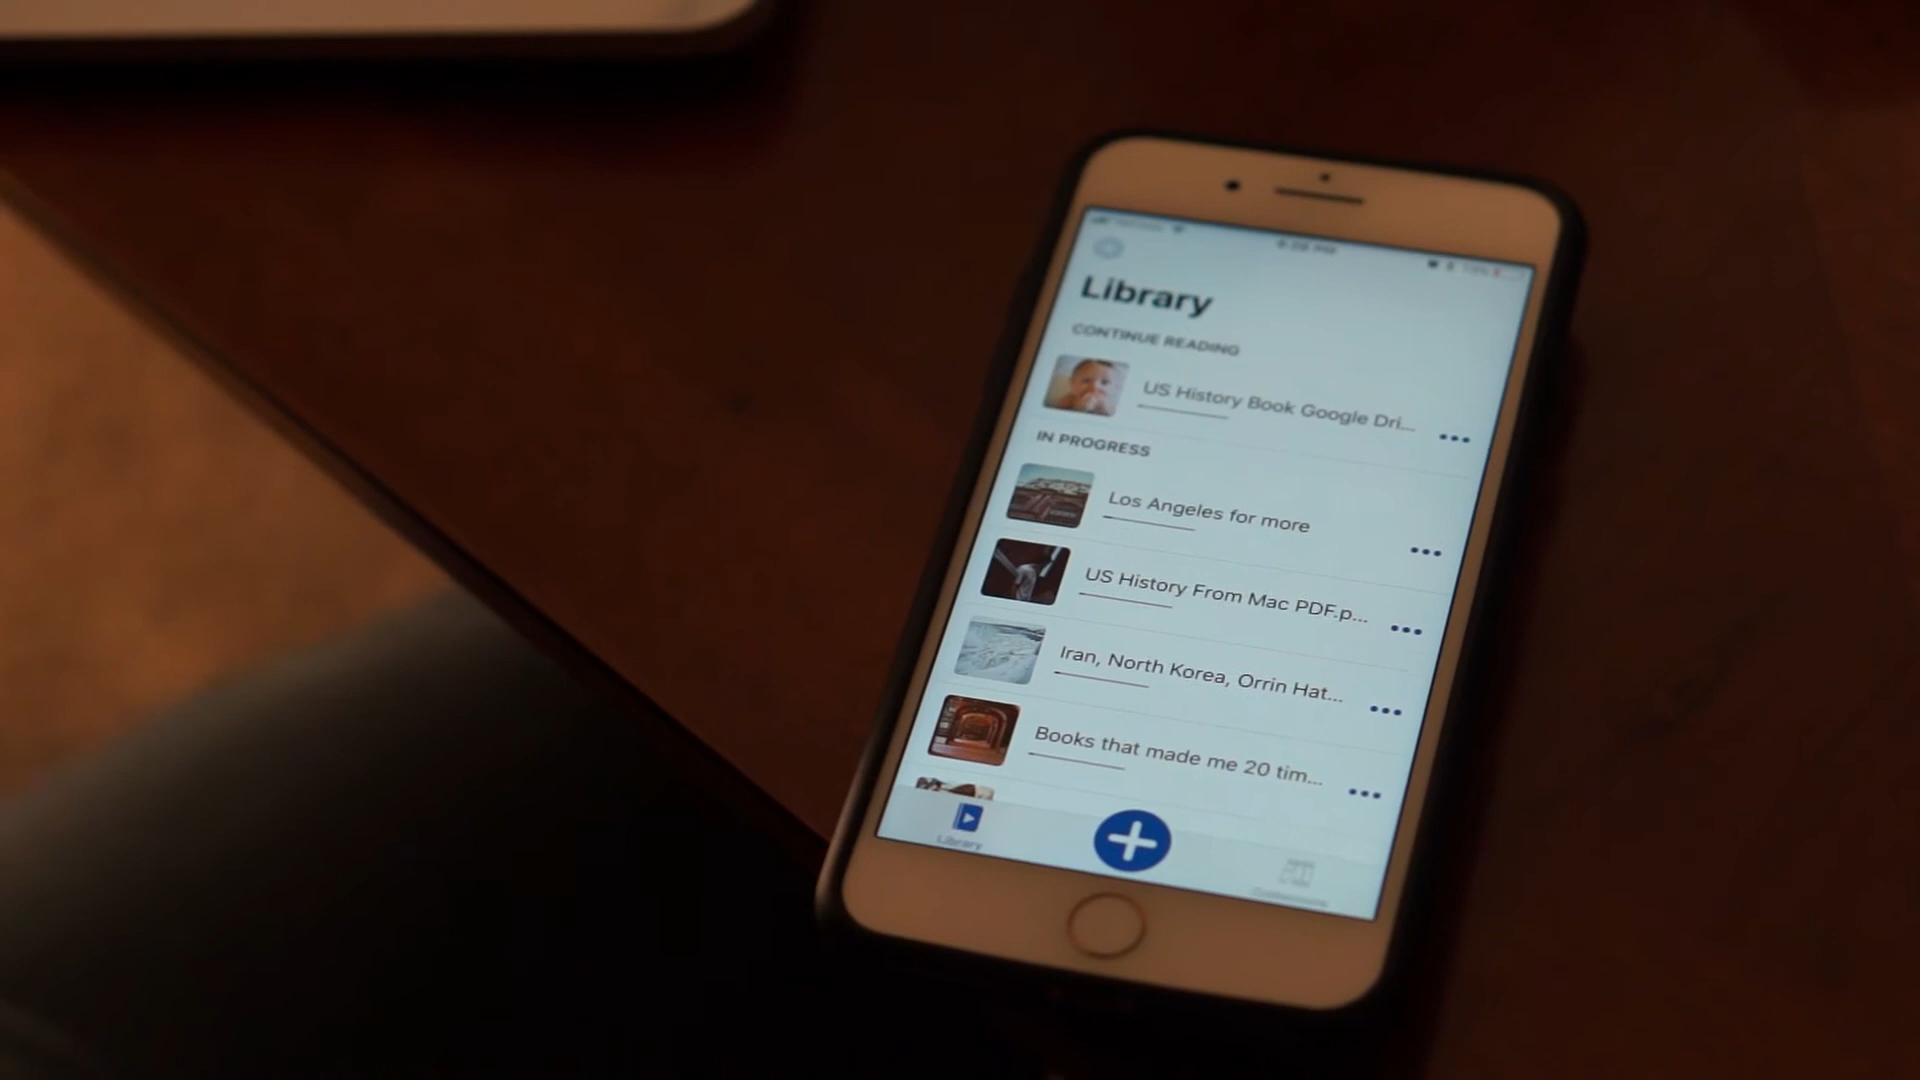 Library
CONTINUE READING
US History Book Google Dri...
IN PROGRESS
Los Angeles for more
US History From Mac PDF.p...
Iran, North Korea, Orrin Hat...
Books that made me 20 tim...
Library